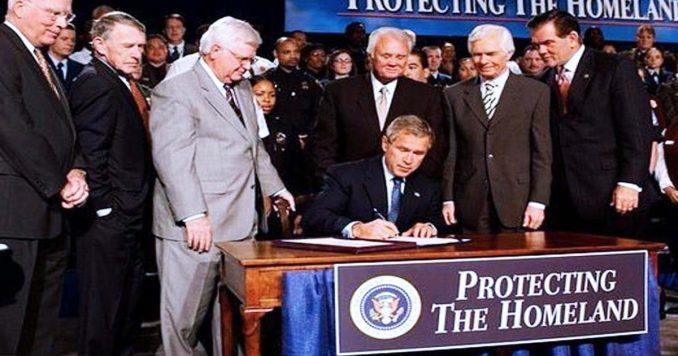 PROTECTING THE HOMELAND
PROTECTING
THE HOMELAND